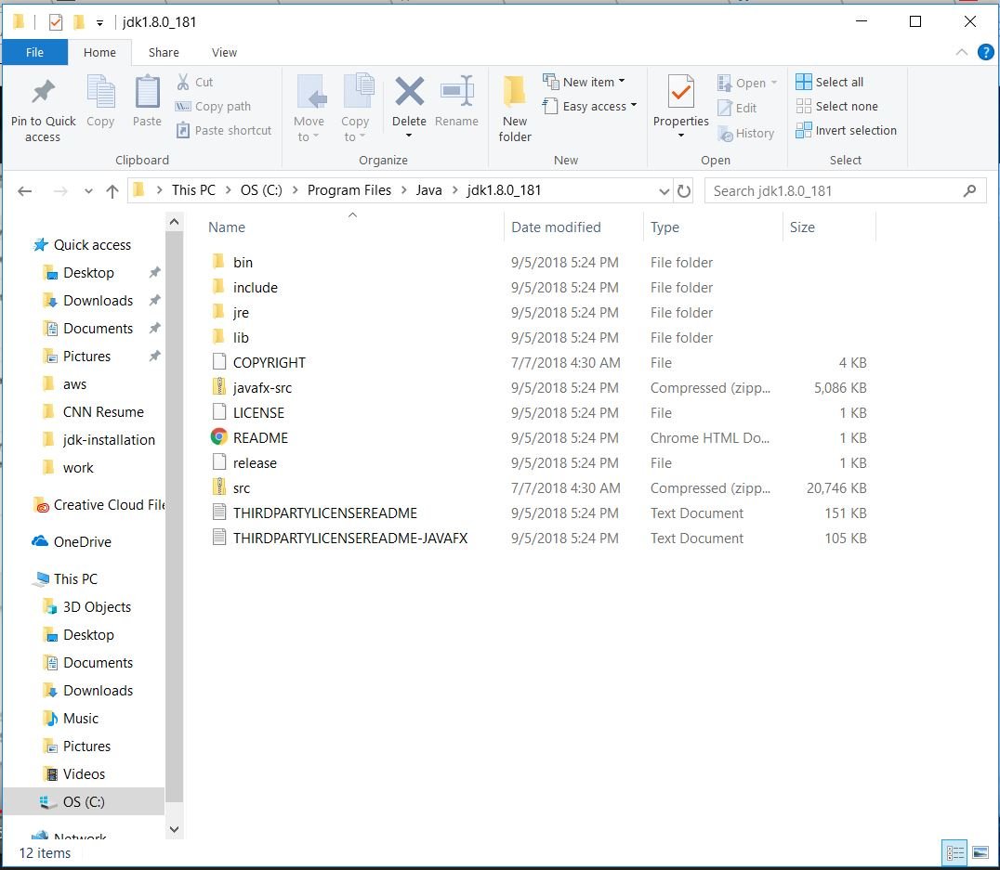 jdk1.8.0_181
File Home Share View
Pin to Quick access
Copy
Paste
Cut
Copy path
Paste shortcut
Clipboard
Move to
Copy to
Delete
Rename
Organize
New folder
New item
Easy access
New
Properties
Open
Edit
History
Open
Select all
Select none
Invert selection
Select
This PC > OS (C:) > Program Files > Java > jdk1.8.0_181
Search jdk1.8.0_181
Quick access
Desktop
Downloads
Documents
Pictures
aws
CNN Resume
jdk-installation
work
Creative Cloud File
OneDrive
This PC
3D Objects
Desktop
Documents
Downloads
Music
Pictures
Videos
OS (C:)
Network
Name Date modified Type Size
bin 9/5/2018 5:24 PM File folder
include 9/5/2018 5:24 PM File folder
jre 9/5/2018 5:24 PM File folder
lib 9/5/2018 5:24 PM File folder
COPYRIGHT 7/7/2018 4:30 AM File 4 KB
javafx-src 9/5/2018 5:24 PM Compressed (zipp... 5,086 KB
LICENSE 9/5/2018 5:24 PM File 1 KB
README 9/5/2018 5:24 PM Chrome HTML Do... 1 KB
release 9/5/2018 5:24 PM File 1 KB
src 7/7/2018 4:30 AM Compressed (zipp... 20,746 KB
THIRDPARTYLICENSEREADME 9/5/2018 5:24 PM Text Document 151 KB
THIRDPARTYLICENSEREADME-JAVAFX 9/5/2018 5:24 PM Text Document 105 KB
12 items